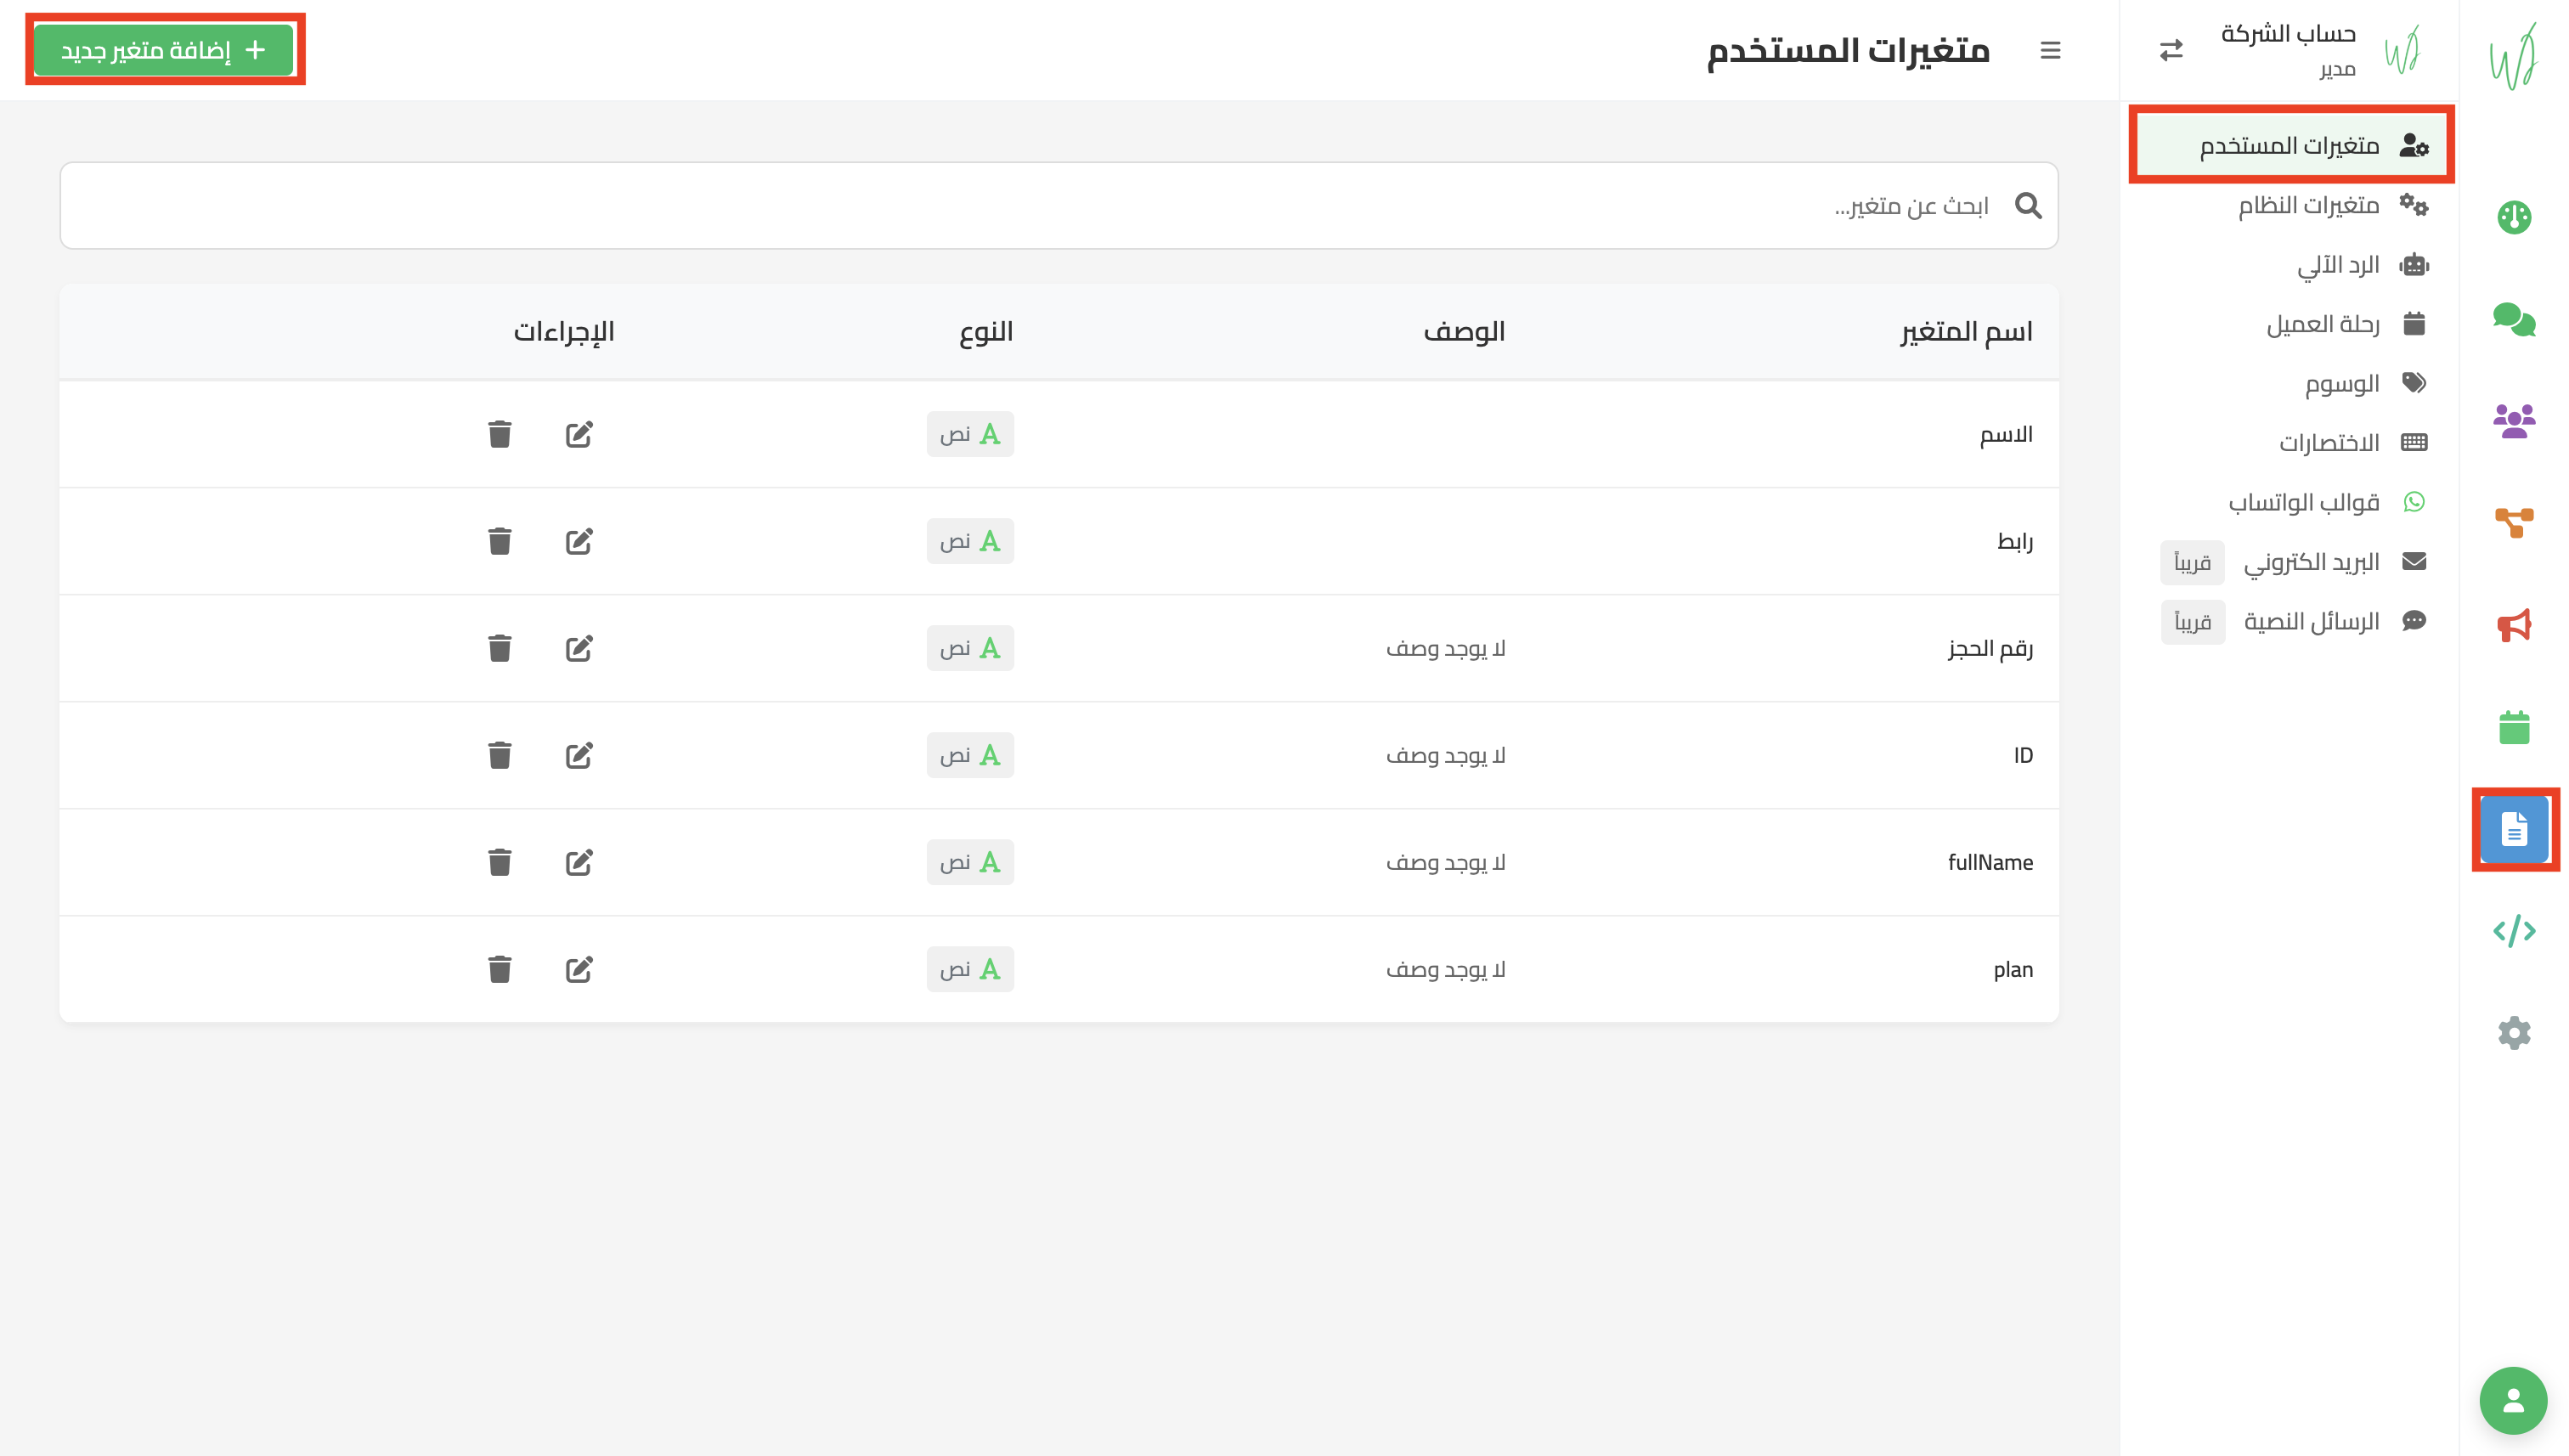 حساب الشركة
مدير
متغيرات المستخدم
متغيرات النظام
الرد الآلي
رحلة العميل
الوسوم
الاختصارات
قوالب الواتساب
البريد الكتروني قريباً
الرسائل النصية قريباً
متغيرات المستخدم
إضافة متغير جديد
ابحث عن متغير...
اسم المتغير الوصف النوع الإجراءات
الاسم نص
رابط نص
رقم الحجز لا يوجد وصف نص
ID لا يوجد وصف نص
fullName لا يوجد وصف نص
plan لا يوجد وصف نص